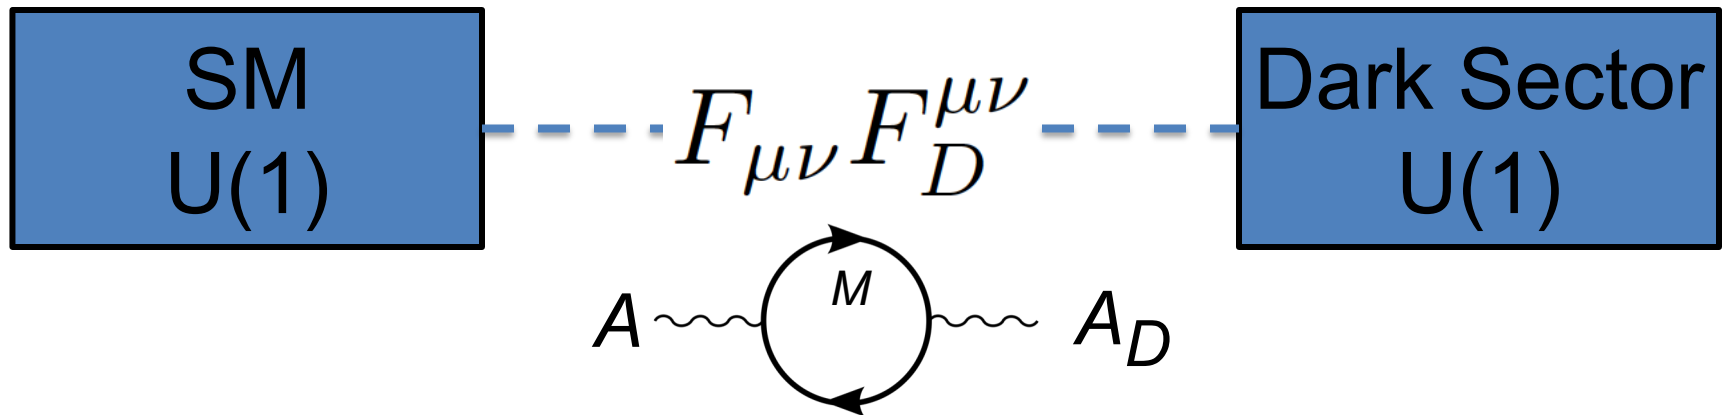 SM
U(1)
F_{μν} F_D^{μν}
Dark Sector
U(1)
M
A
A_D